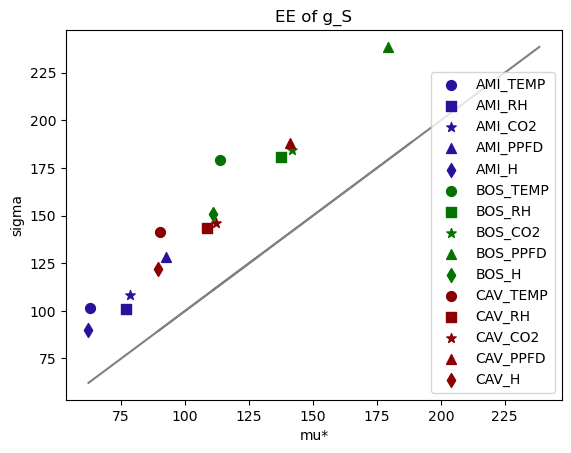 EE of g_S
sigma
225
200
175
150
125
100
75
75
100
125
150
175
200
225
mu*
AMI_TEMP
AMI_RH
AMI_CO2
AMI_PPFD
AMI_H
BOS_TEMP
BOS_RH
BOS_CO2
BOS_PPFD
BOS_H
CAV_TEMP
CAV_RH
CAV_CO2
CAV_PPFD
CAV_H